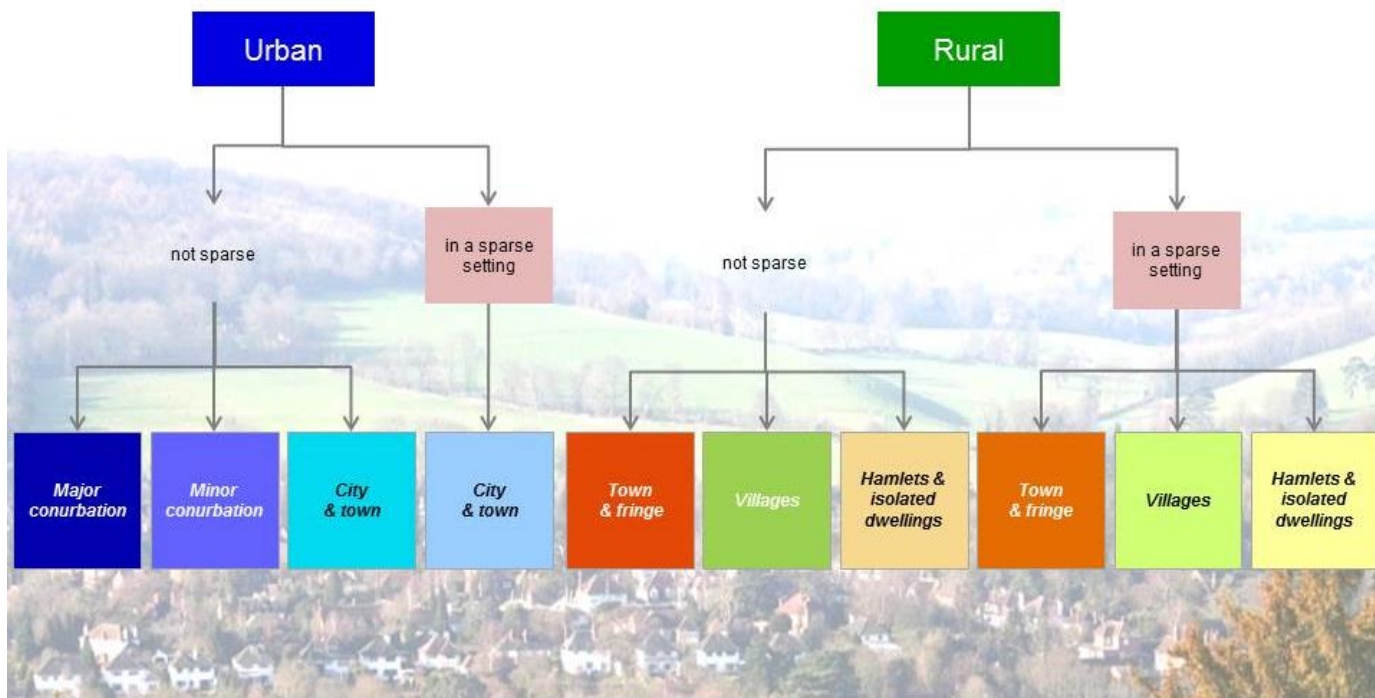 Urban
Rural
not sparse
in a sparse
setting
not sparse
in a sparse
setting
Major
conurbation
Minor
conurbation
City
& town
City
& town
Town
& fringe
Villages
Hamlets &
isolated
dwellings
Town
& fringe
Villages
Hamlets &
isolated
dwellings